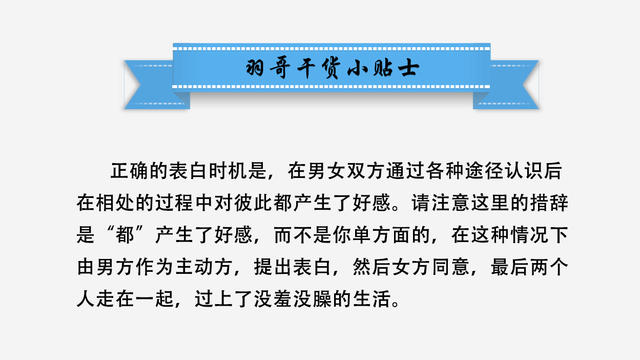 羽哥干货小贴士
正确的表白时机是，在男女双方通过各种途径认识后
在相处的过程中对彼此都产生了好感。请注意这里的措辞
是“都”产生了好感，而不是你单方面的，在这种情况下
由男方作为主动方，提出表白，然后女方同意，最后两个
人走在一起，过上了没羞没臊的生活。